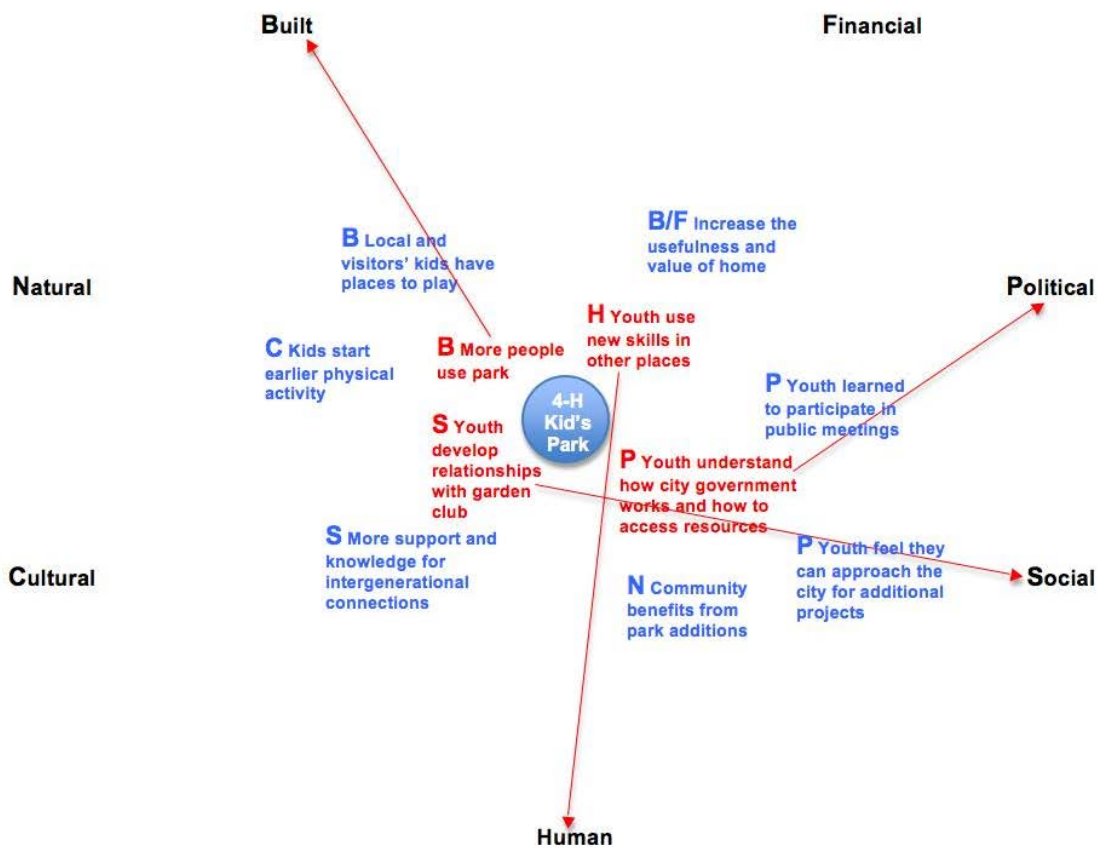 Built
Financial
B Local and
visitors' kids have
places to play
B/F Increase the
usefulness and
value of home
Natural
Political
H Youth use
new skills in
other places
C Kids start
earlier physical
activity
B More people
use park
4-H
Kid's
Park
P Youth learned
to participate in
public meetings
S Youth
develop
relationships
with garden
club
P Youth understand
how city government
works and how to
access resources
S More support and
knowledge for
intergenerational
connections
P Youth feel they
can approach the
city for additional
projects
Cultural
Social
N Community
benefits from
park additions
Human